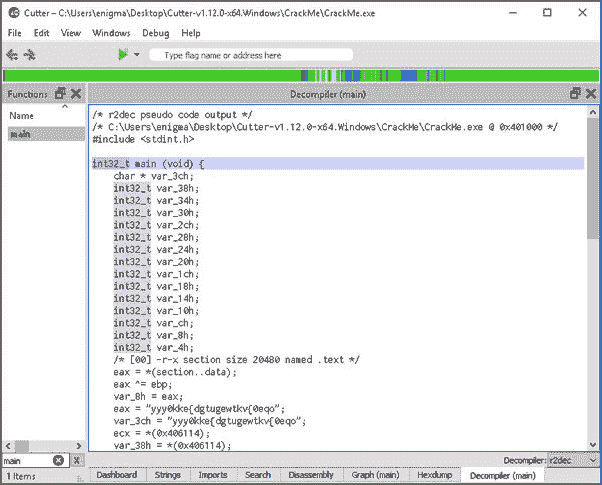 Cutter – C:\Users\enigma\Desktop\Cutter-v1.12.0-x64.Windows\CrackMe\CrackMe.exe
File Edit View Windows Debug Help
Type flag name or address here
Functions
Decompiler (main)
Name
main
/* r2dec pseudo code output */
/* C:\Users\enigma\Desktop\Cutter-v1.12.0-x64.Windows\CrackMe\CrackMe.exe @ 0x401000 */
#include <stdint.h>
int32_t main (void) {
char * var_3ch;
int32_t var_38h;
int32_t var_34h;
int32_t var_30h;
int32_t var_2ch;
int32_t var_28h;
int32_t var_24h;
int32_t var_20h;
int32_t var_1ch;
int32_t var_18h;
int32_t var_14h;
int32_t var_10h;
int32_t var_ch;
int32_t var_8h;
int32_t var_4h;
/* [00] -r-x section size 20480 named .text */
eax = *(section..data);
eax ^= ebp;
var_8h = eax;
eax = "yyy0kke{dgtugewtkv{0eqo";
var_3ch = "yyy0kke{dgtugewtkv{0eqo";
ecx = *(0x406114);
var_38h = *(0x406114);
main X
Decompiler: r2dec
1 Items
Dashboard Strings Imports Search Disassembly Graph (main) Hexdump Decompiler (main)